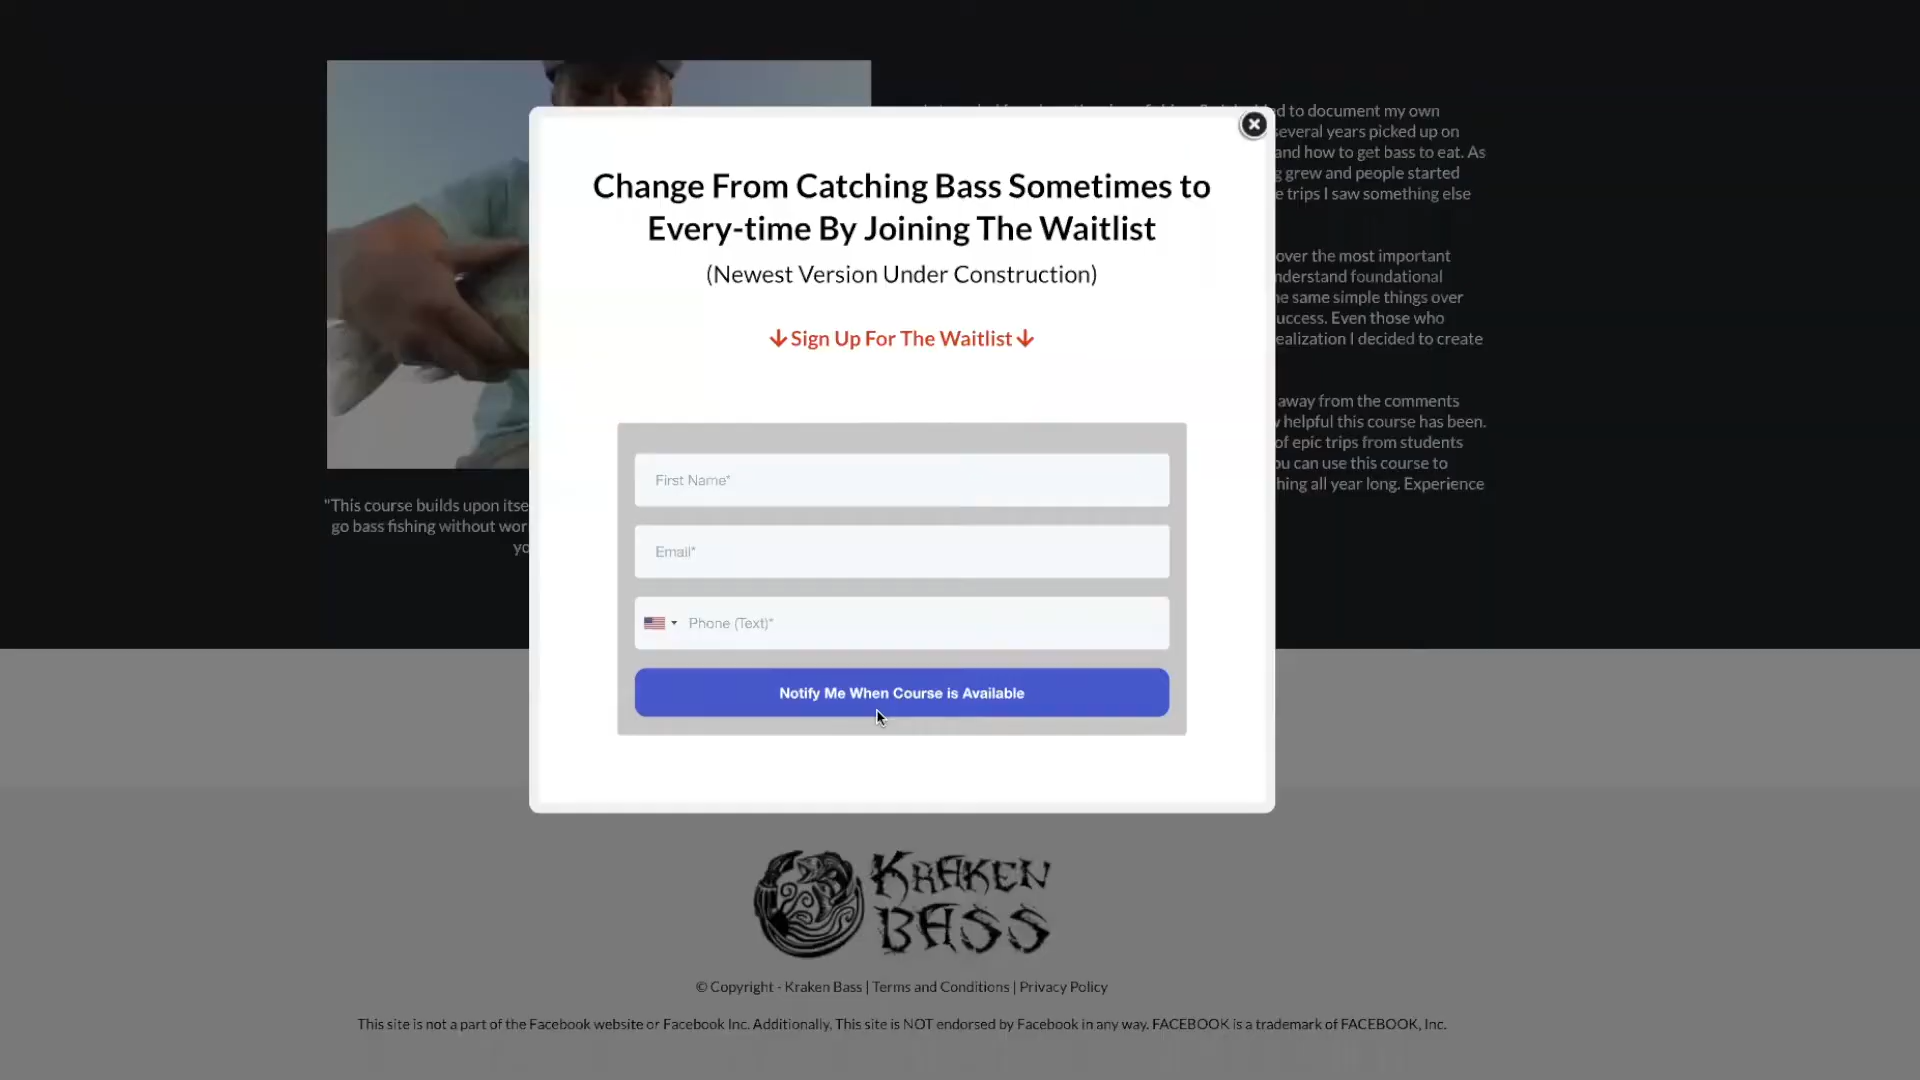 Change From Catching Bass Sometimes to
Every-time By Joining The Waitlist
(Newest Version Under Construction)
↓ Sign Up For The Waitlist ↓
First Name*
Email*
Phone (Text)*
Notify Me When Course is Available
to document my own
several years picked up on
and how to get bass to eat. As
grew and people started
trips I saw something else
over the most important
foundational
same simple things over
Even those who
I decided to create
away from the comments
helpful this course has been.
of epic trips from students
can use this course to
all year long. Experience
"This course builds upon
go bass fishing without
KRAKEN
BASS
© Copyright - Kraken Bass | Terms and Conditions | Privacy Policy
This site is not a part of the Facebook website or Facebook Inc. Additionally, This site is NOT endorsed by Facebook in any way. FACEBOOK is a trademark of FACEBOOK, Inc.